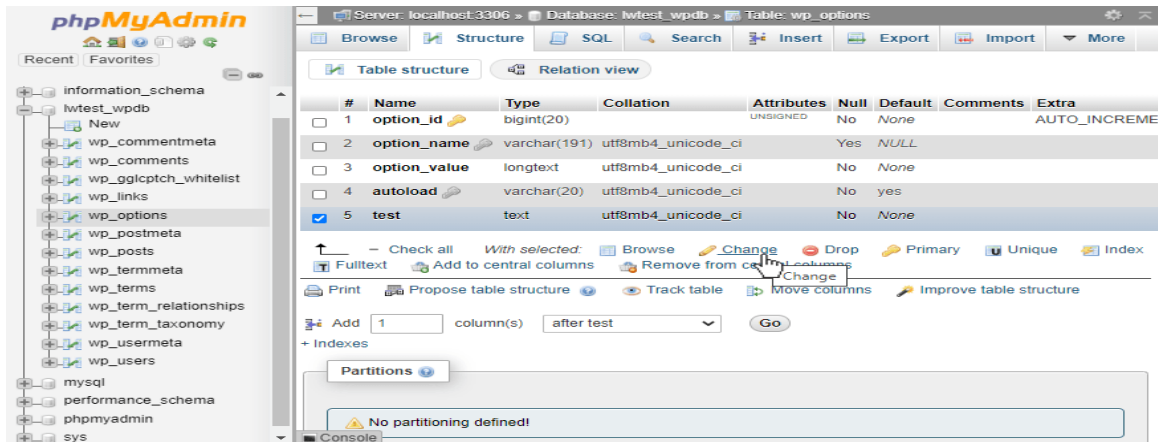 phpMyAdmin
Recent Favorites
information_schema
lwtest_wpdb
New
wp_commentmeta
wp_comments
wp_gglcptch_whitelist
wp_links
wp_options
wp_postmeta
wp_posts
wp_termmeta
wp_terms
wp_term_relationships
wp_term_taxonomy
wp_usermeta
wp_users
mysql
performance_schema
phpmyadmin
sys
Server: localhost:3306 » Database: lwtest_wpdb » Table: wp_options
Browse Structure SQL Search Insert Export Import More
Table structure Relation view
# Name Type Collation Attributes Null Default Comments Extra
1 option_id bigint(20) UNSIGNED No None AUTO_INCREME
2 option_name varchar(191) utf8mb4_unicode_ci Yes NULL
3 option_value longtext utf8mb4_unicode_ci No None
4 autoload varchar(20) utf8mb4_unicode_ci No yes
5 test text utf8mb4_unicode_ci No None
Check all With selected: Browse Change Drop Primary Unique Index
Fulltext Add to central columns Remove from central columns
Change
Print Propose table structure Track table Move columns Improve table structure
Add 1 column(s) after test Go
+ Indexes
Partitions
No partitioning defined!
Console